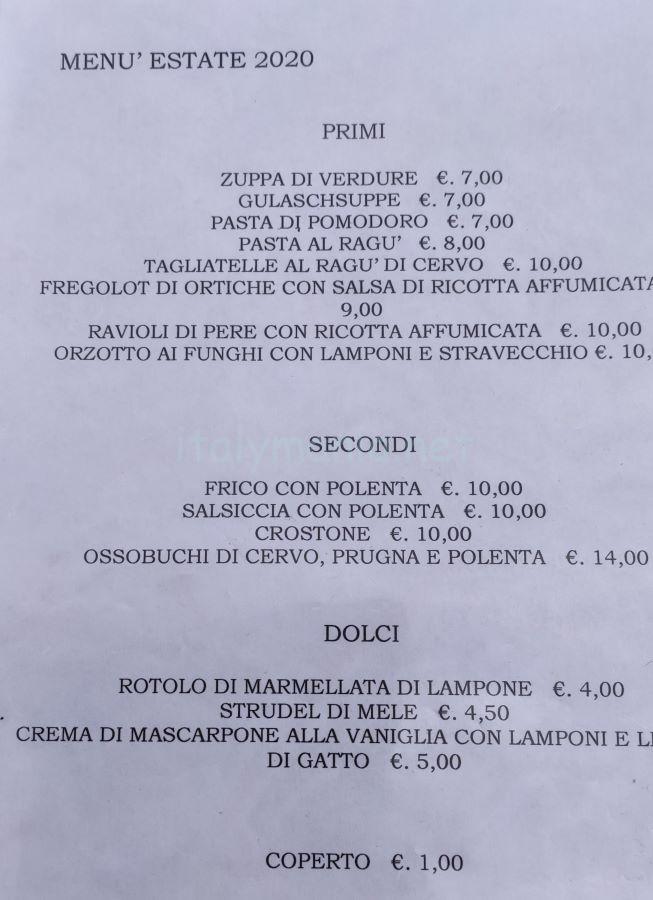 MENU' ESTATE 2020
PRIMI
ZUPPA DI VERDURE €. 7,00
GULASCHSUPPE €. 7,00
PASTA DI POMODORO €. 7,00
PASTA AL RAGU' €. 8,00
TAGLIATELLE AL RAGU' DI CERVO €. 10,00
FREGOLOT DI ORTICHE CON SALSA DI RICOTTA AFFUMICATA
9,00
RAVIOLI DI PERE CON RICOTTA AFFUMICATA €. 10,00
ORZOTTO AI FUNGHI CON LAMPONI E STRAVECCHIO €. 10,
italymenu.net
SECONDI
FRICO CON POLENTA €. 10,00
SALSICCIA CON POLENTA €. 10,00
CROSTONE €. 10,00
OSSOBUCHI DI CERVO, PRUGNA E POLENTA €. 14,00
DOLCI
ROTOLO DI MARMELLATA DI LAMPONE €. 4,00
STRUDEL DI MELE €. 4,50
CREMA DI MASCARPONE ALLA VANIGLIA CON LAMPONI E
DI GATTO €. 5,00
COPERTO €. 1,00